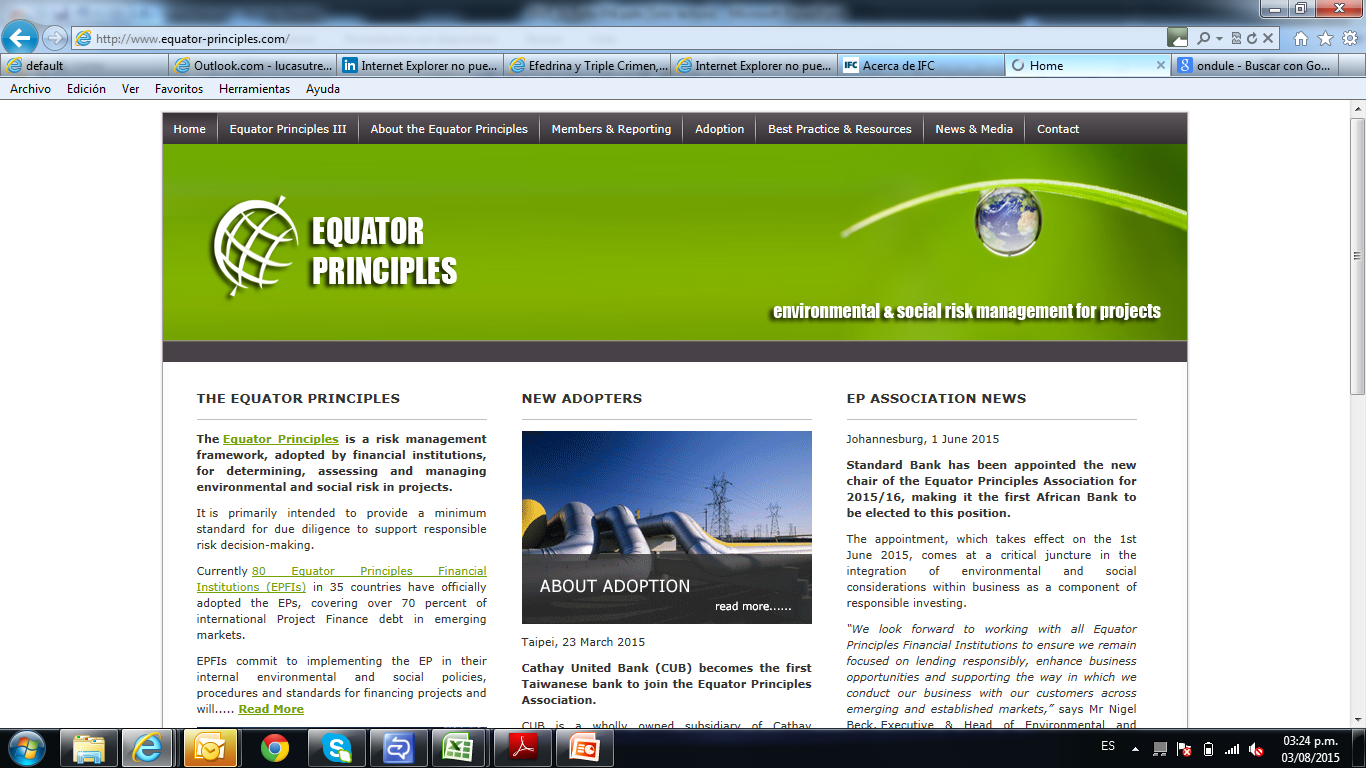 http://www.equator-principles.com/
default
Outlook.com - lucasutre...
Internet Explorer no pue...
Efedrina y Triple Crimen,...
Internet Explorer no pue...
IFC Acerca de IFC
Home
ondule - Buscar con Go...
Archivo Edición Ver Favoritos Herramientas Ayuda
Home Equator Principles III About the Equator Principles Members & Reporting Adoption Best Practice & Resources News & Media Contact
EQUATOR
PRINCIPLES
environmental & social risk management for projects
THE EQUATOR PRINCIPLES
The Equator Principles is a risk management
framework, adopted by financial institutions,
for determining, assessing and managing
environmental and social risk in projects.
It is primarily intended to provide a minimum
standard for due diligence to support responsible
risk decision-making.
Currently 80 Equator Principles Financial
Institutions (EPFIs) in 35 countries have officially
adopted the EPs, covering over 70 percent of
international Project Finance debt in emerging
markets.
EPFIs commit to implementing the EP in their
internal environmental and social policies,
procedures and standards for financing projects and
will..... Read More
NEW ADOPTERS
ABOUT ADOPTION
read more......
Taipei, 23 March 2015
Cathay United Bank (CUB) becomes the first
Taiwanese bank to join the Equator Principles
Association.
CUB is a wholly owned subsidiary of Cathay
EP ASSOCIATION NEWS
Johannesburg, 1 June 2015
Standard Bank has been appointed the new
chair of the Equator Principles Association for
2015/16, making it the first African Bank to
be elected to this position.
The appointment, which takes effect on the 1st
June 2015, comes at a critical juncture in the
integration of environmental and social
considerations within business as a component of
responsible investing.
"We look forward to working with all Equator
Principles Financial Institutions to ensure we remain
focused on lending responsibly, enhance business
opportunities and supporting the way in which we
conduct our business with our customers across
emerging and established markets," says Mr Nigel
Beck, Executive & Head of Environmental and
ES
03:24 p.m.
03/08/2015